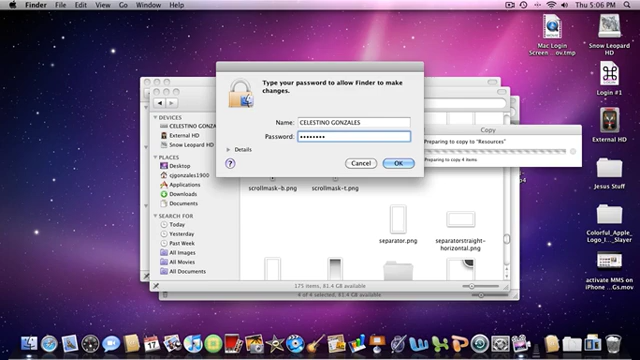 Finder File Edit View Go Window Help
Thu 5:06 PM
Mac Login
Screen ...ov.tmp
Snow Leopard HD
Login #1
External HD
Jesus Stuff
Colorful_Apple_
Logo_I..._Slayer
activate MMS on
iPhone ...Gs.mov
Type your password to allow Finder to make
changes.
Name: CELESTINO GONZALES
Password: ••••••••
Details
?
Cancel OK
Copy
Preparing to copy to "Resources"
Preparing to copy 4 items
DEVICES
CELESTINO GONZA...
External HD
Snow Leopard HD
PLACES
Desktop
cjgonzales1900
Applications
Downloads
Documents
SEARCH FOR
Today
Yesterday
Past Week
All Images
All Movies
All Documents
scrollmask-b.png
scrollmask-t.png
separator.png
separatorstraight-
horizontal.png
175 items, 81.4 GB available
4 of 4 selected, 81.4 GB available